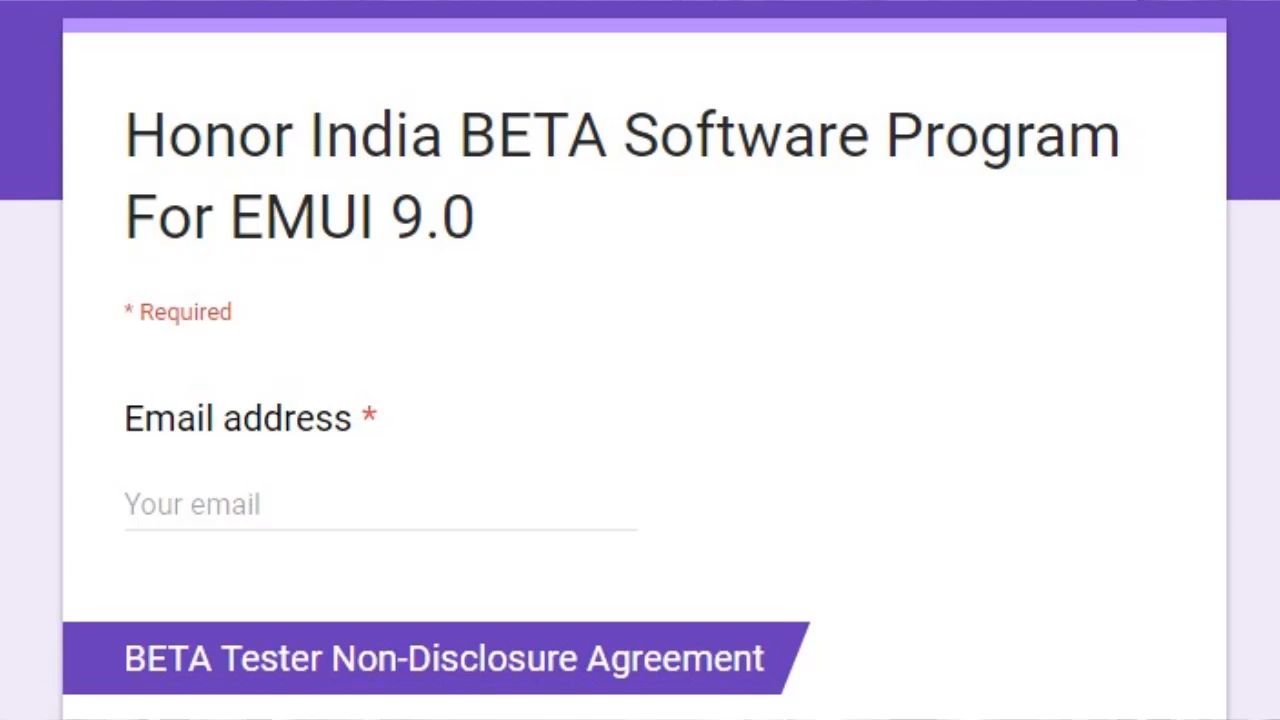 Honor India BETA Software Program
For EMUI 9.0
* Required
Email address *
Your email
BETA Tester Non-Disclosure Agreement